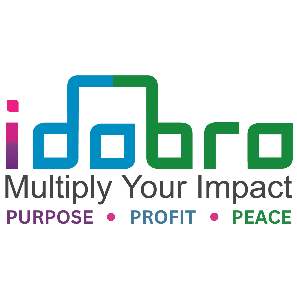 idobro
Multiply Your Impact
PURPOSE • PROFIT • PEACE